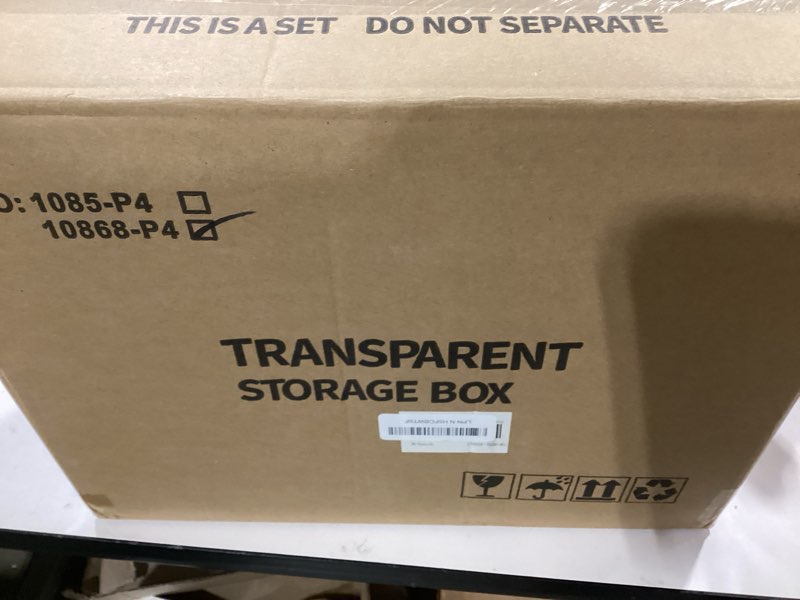 THIS IS A SET DO NOT SEPARATE
O: 1085-P4
10868-P4
TRANSPARENT
STORAGE BOX